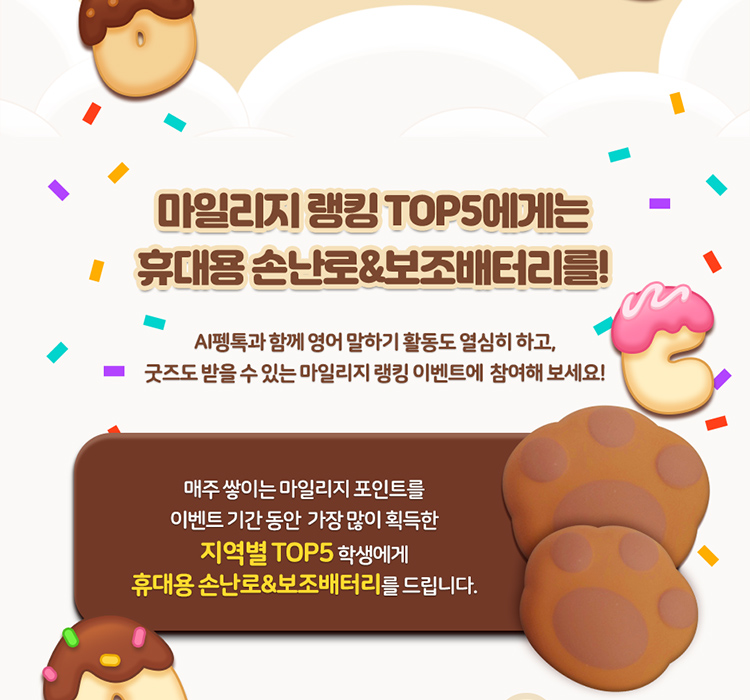 마일리지 랭킹 TOP5에게는
휴대용 손난로&보조배터리를!
AI펭톡과 함께 영어 말하기 활동도 열심히 하고,
굿즈도 받을 수 있는 마일리지 랭킹 이벤트에 참여해 보세요!
매주 쌓이는 마일리지 포인트를
이벤트 기간 동안 가장 많이 획득한
지역별 TOP5 학생에게
휴대용 손난로&보조배터리를 드립니다.